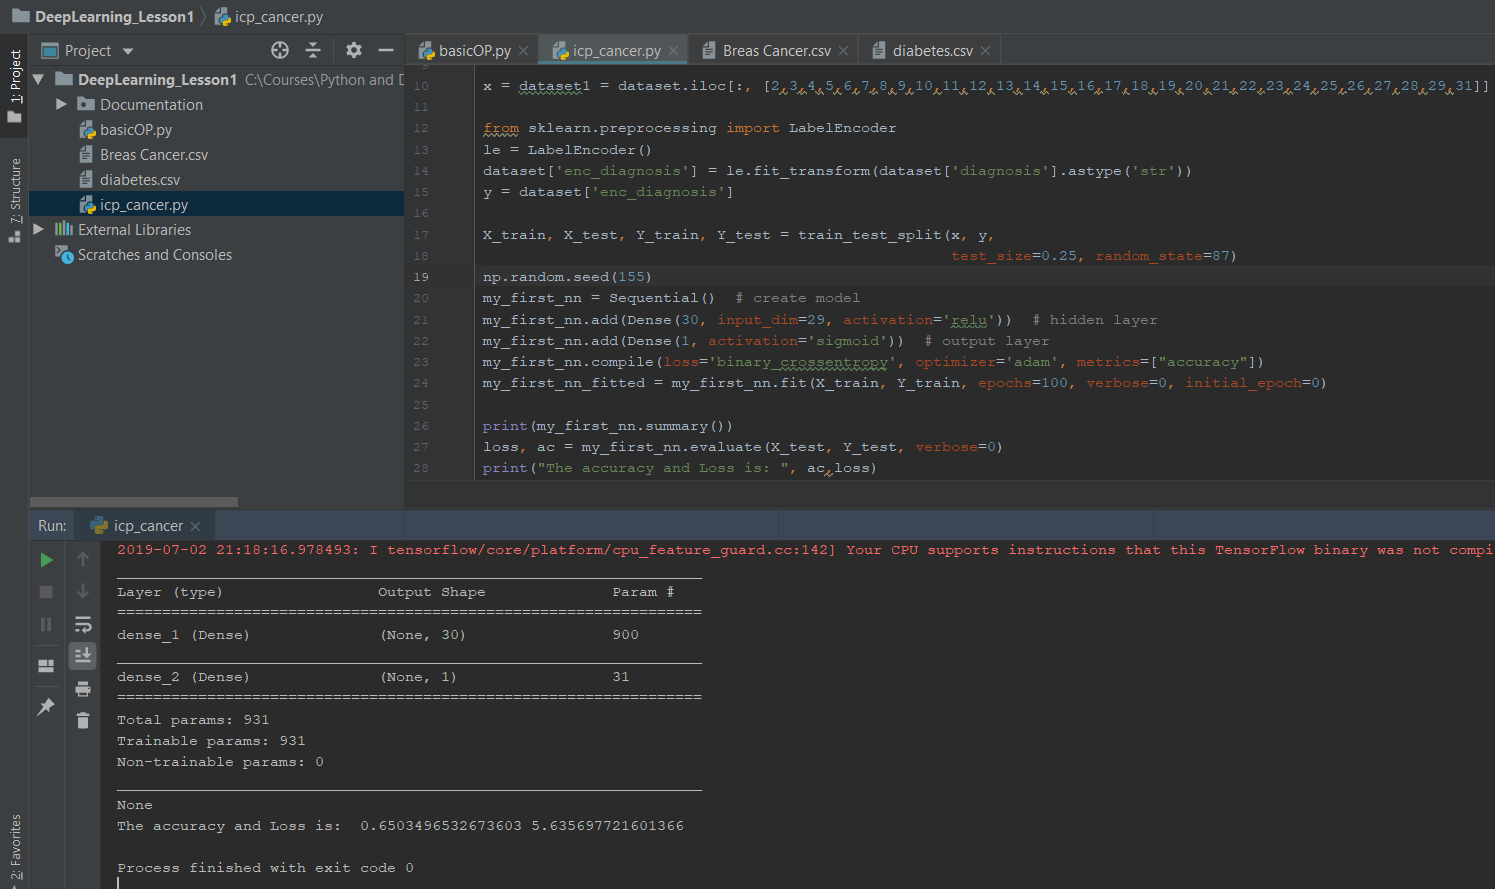 DeepLearning_Lesson1 icp_cancer.py
1: Project
7: Structure
2: Favorites
Project
DeepLearning_Lesson1 C:\Courses\Python and D
Documentation
basicOP.py
Breas Cancer.csv
diabetes.csv
icp_cancer.py
External Libraries
Scratches and Consoles
basicOP.py icp_cancer.py Breas Cancer.csv diabetes.csv
10 x = dataset1 = dataset.iloc[:, [2,3,4,5,6,7,8,9,10,11,12,13,14,15,16,17,18,19,20,21,22,23,24,25,26,27,28,29,31]]
11
12 from sklearn.preprocessing import LabelEncoder
13 le = LabelEncoder()
14 dataset['enc_diagnosis'] = le.fit_transform(dataset['diagnosis'].astype('str'))
15 y = dataset['enc_diagnosis']
16
17 X_train, X_test, Y_train, Y_test = train_test_split(x, y,
18 test_size=0.25, random_state=87)
19 np.random.seed(155)
20 my_first_nn = Sequential() # create model
21 my_first_nn.add(Dense(30, input_dim=29, activation='relu')) # hidden layer
22 my_first_nn.add(Dense(1, activation='sigmoid')) # output layer
23 my_first_nn.compile(loss='binary_crossentropy', optimizer='adam', metrics=["accuracy"])
24 my_first_nn_fitted = my_first_nn.fit(X_train, Y_train, epochs=100, verbose=0, initial_epoch=0)
25
26 print(my_first_nn.summary())
27 loss, ac = my_first_nn.evaluate(X_test, Y_test, verbose=0)
28 print("The accuracy and Loss is: ", ac,loss)
Run: icp_cancer
2019-07-02 21:18:16.978493: I tensorflow/core/platform/cpu_feature_guard.cc:142] Your CPU supports instructions that this TensorFlow binary was not compi
_________________________________________________________________
Layer (type) Output Shape Param #
=================================================================
dense_1 (Dense) (None, 30) 900
_________________________________________________________________
dense_2 (Dense) (None, 1) 31
=================================================================
Total params: 931
Trainable params: 931
Non-trainable params: 0
_________________________________________________________________
None
The accuracy and Loss is:  0.6503496532673603 5.635697721601366
Process finished with exit code 0